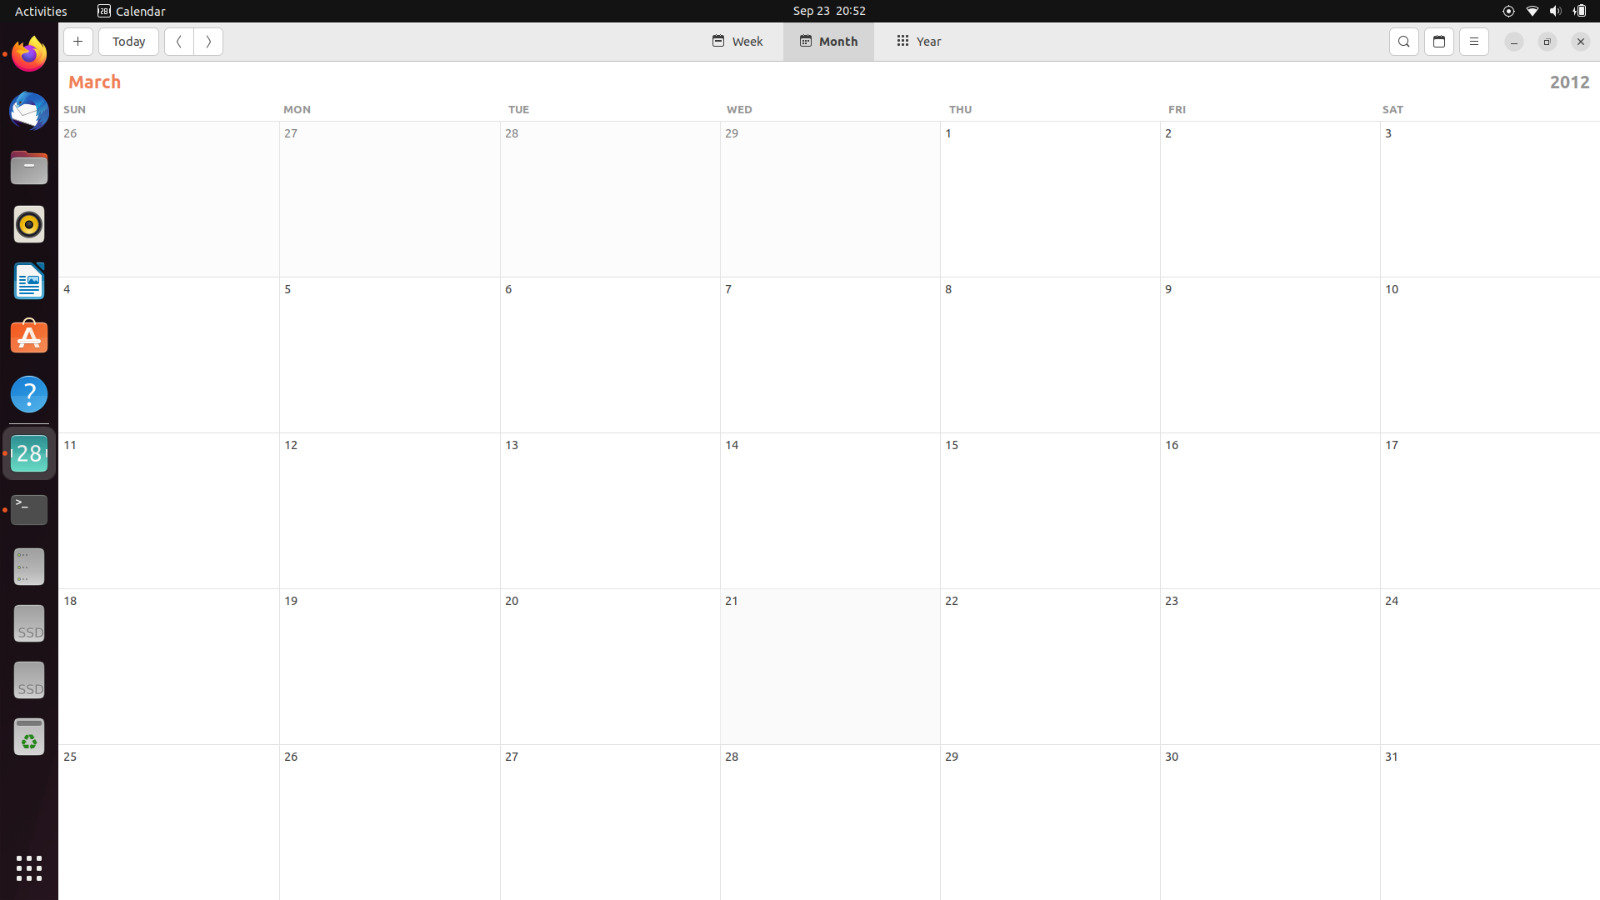 Activities Calendar Sep 23 20:52
Today Week Month Year
March 2012
SUN MON TUE WED THU FRI SAT
26 27 28 29 1 2 3
4 5 6 7 8 9 10
11 12 13 14 15 16 17
18 19 20 21 22 23 24
25 26 27 28 29 30 31
?
28
>_
SSD
SSD